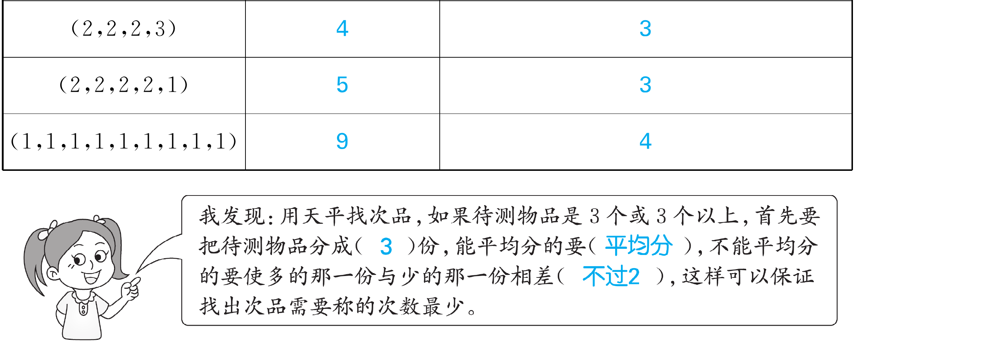 (2,2,2,3) 4 3
(2,2,2,2,1) 5 3
(1,1,1,1,1,1,1,1,1) 9 4
我发现:用天平找次品,如果待测物品是3个或3个以上,首先要
把待测物品分成( 3 )份,能平均分的要( 平均分 ),不能平均分
的要使多的那一份与少的那一份相差( 不过2 ),这样可以保证
找出次品需要称的次数最少。